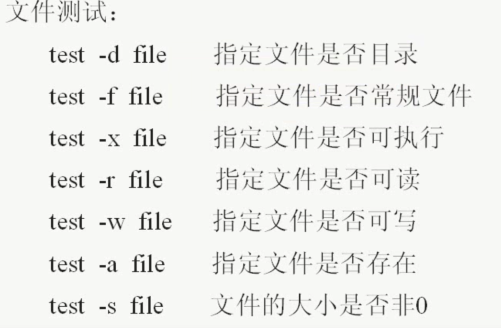 文件测试：
test -d file 指定文件是否目录
test -f file 指定文件是否常规文件
test -x file 指定文件是否可执行
test -r file 指定文件是否可读
test -w file 指定文件是否可写
test -a file 指定文件是否存在
test -s file 文件的大小是否非0